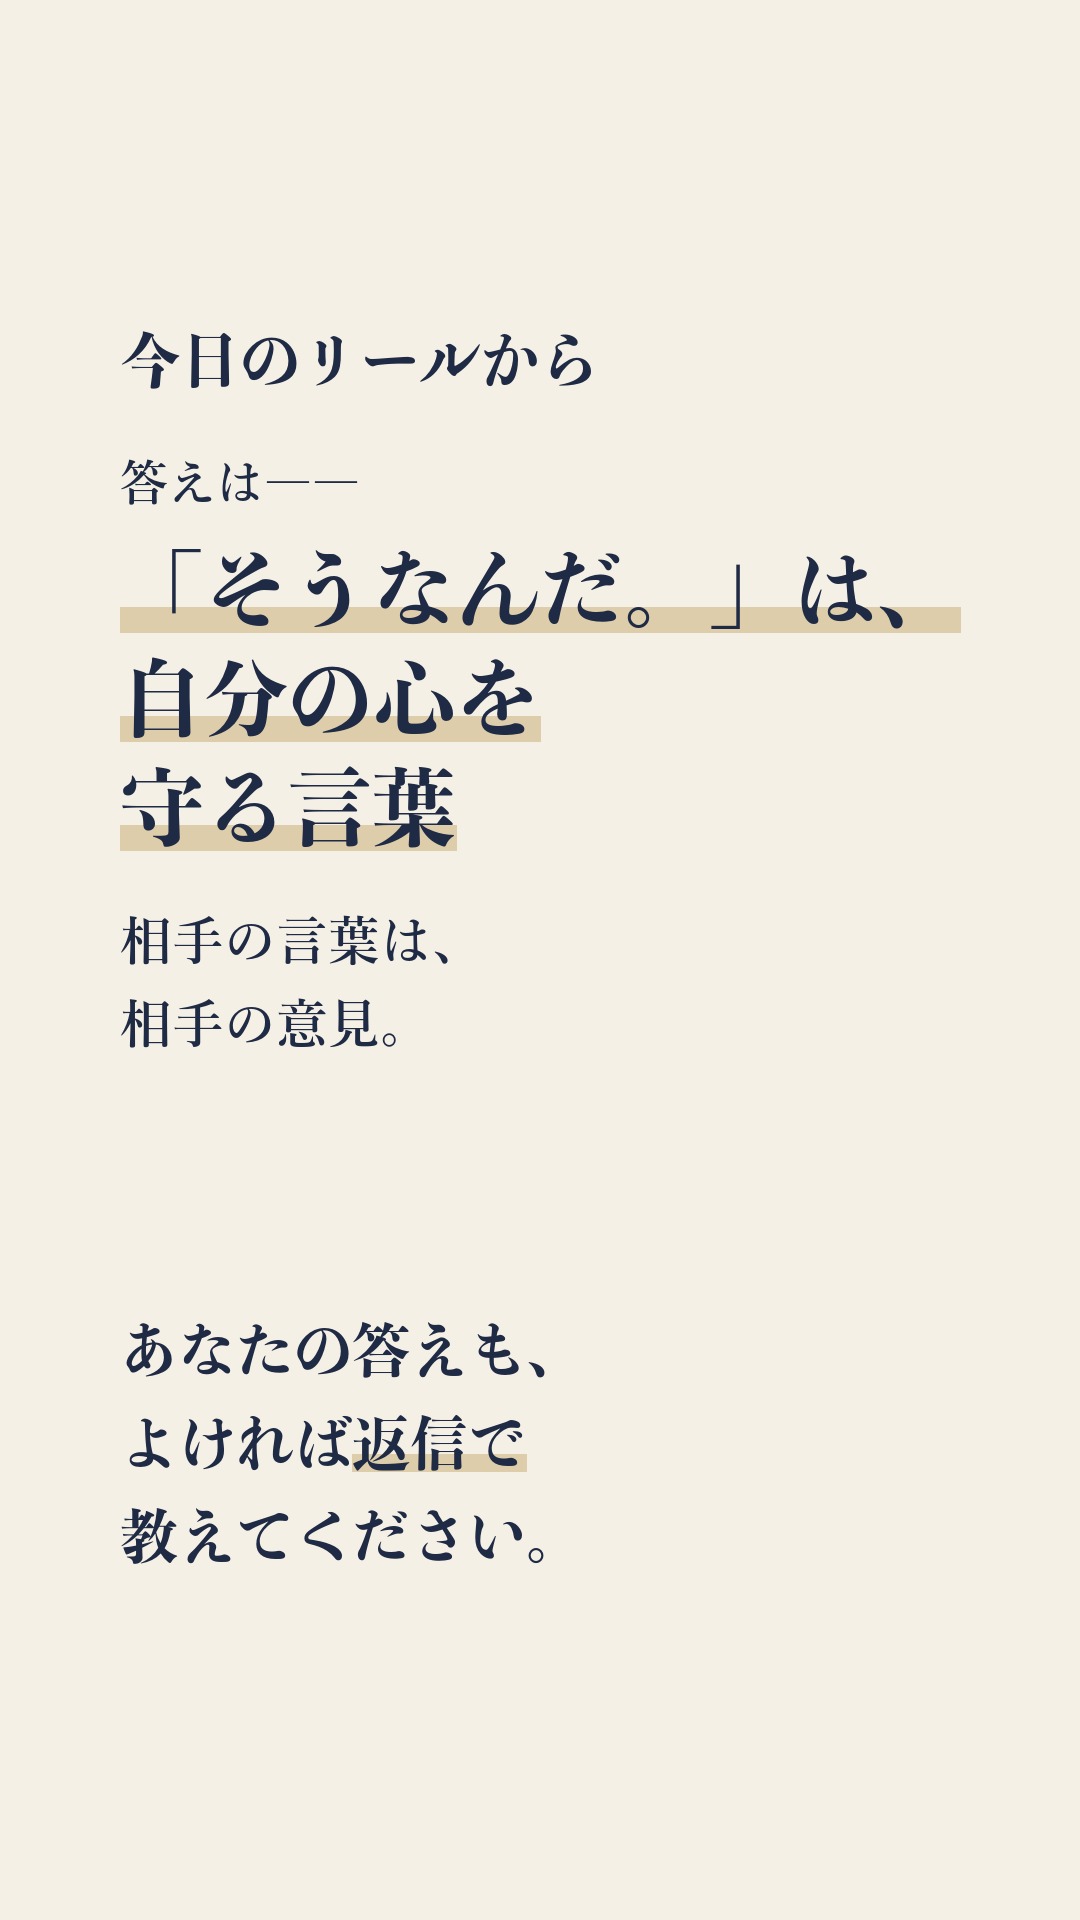 今日のリールから
答えは——
「そうなんだ。」は、
自分の心を
守る言葉
相手の言葉は、
相手の意見。
あなたの答えも、
よければ返信で
教えてください。